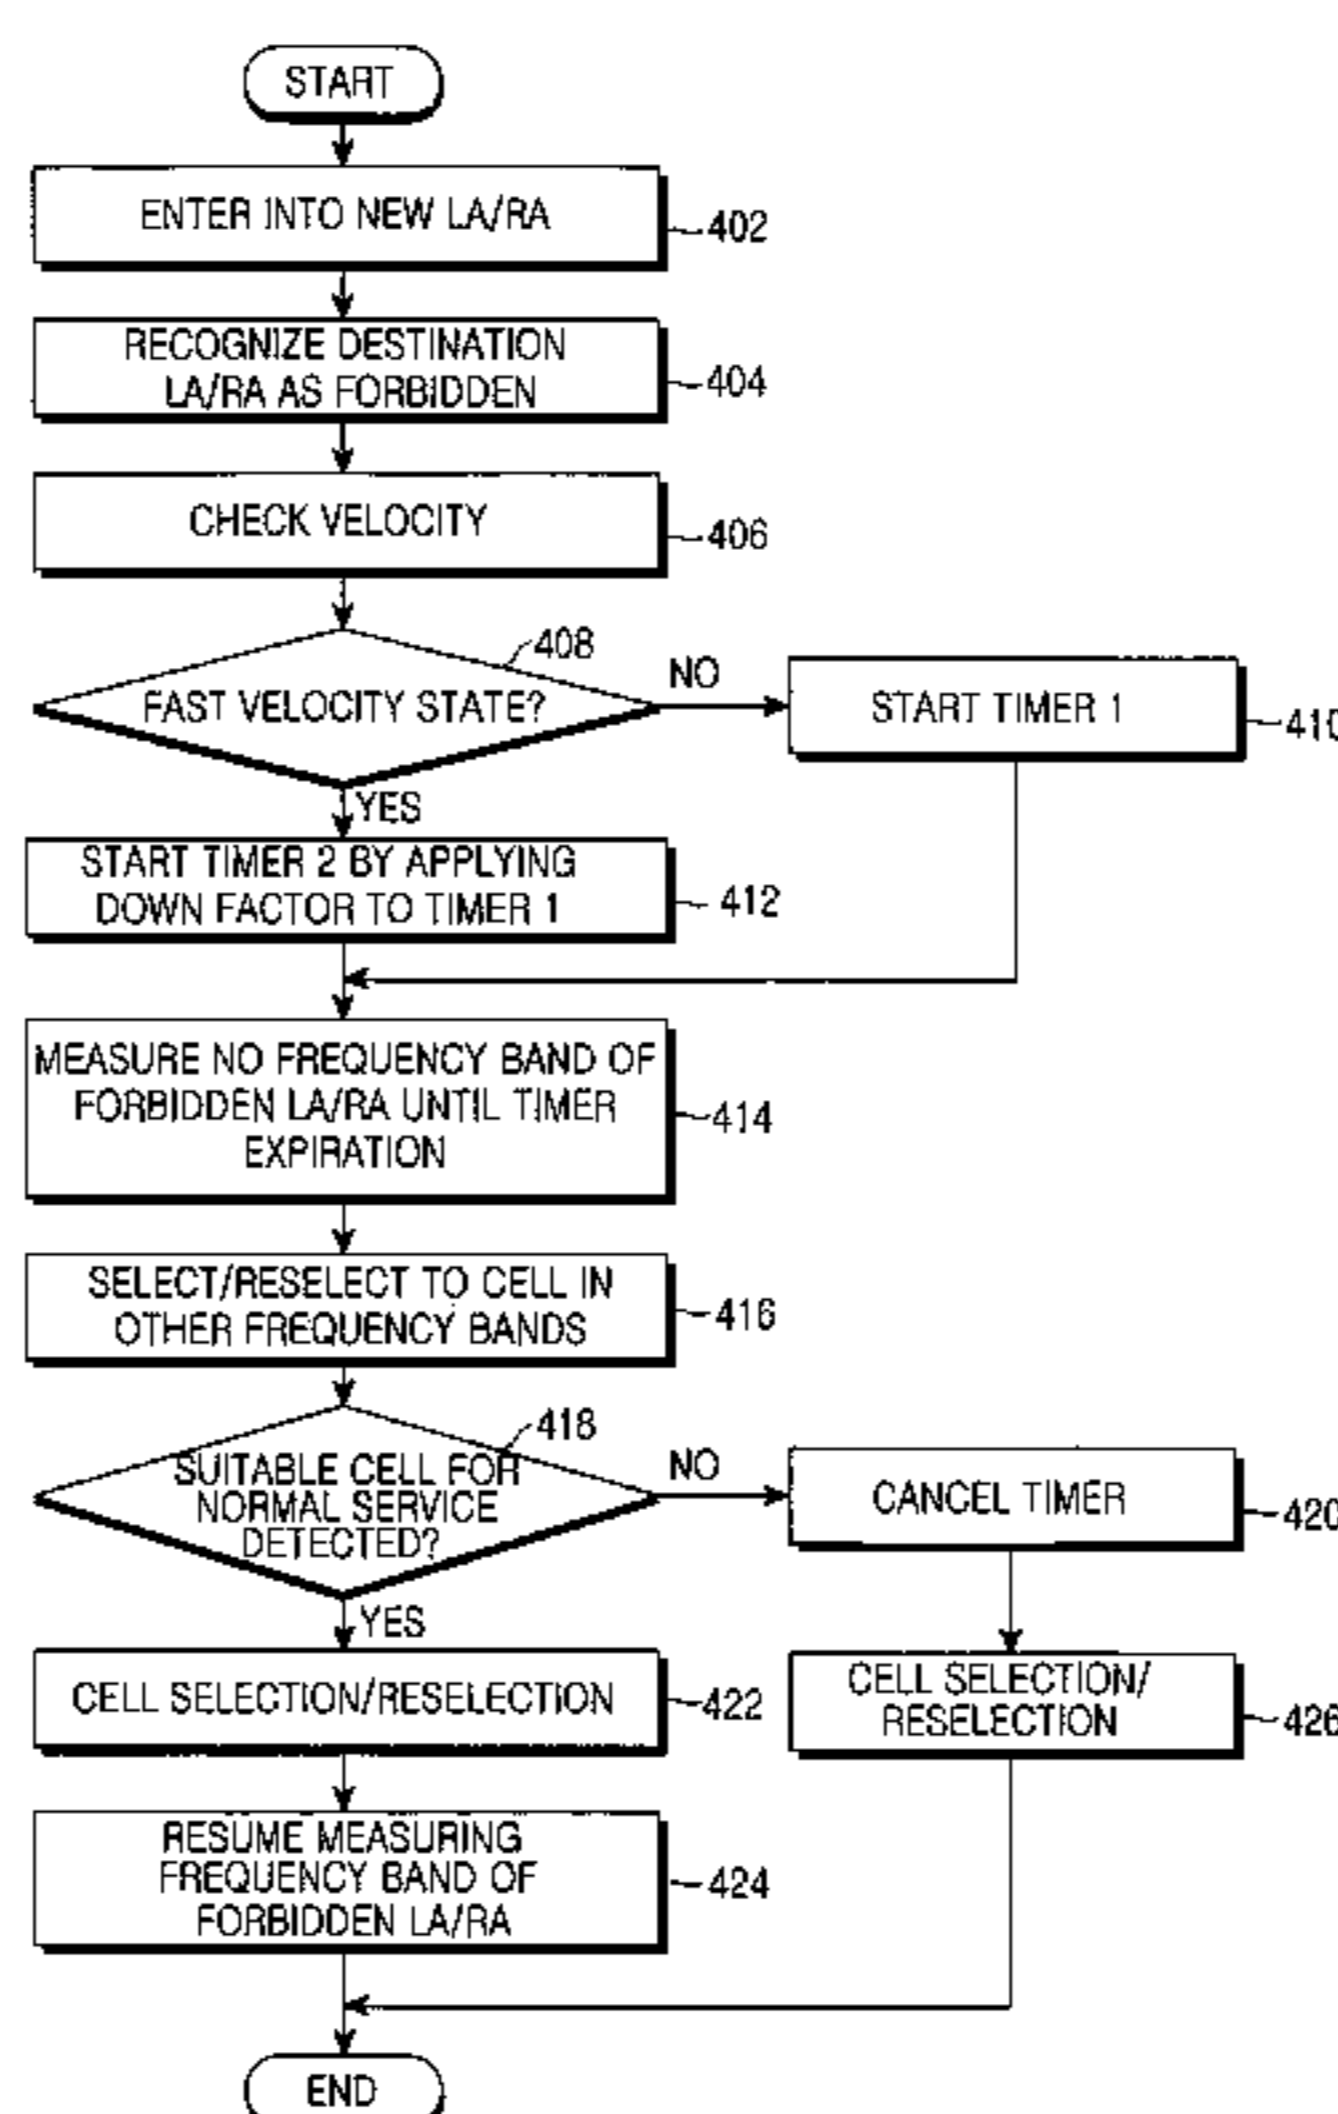 START
ENTER INTO NEW LA/RA
402
RECOGNIZE DESTINATION
LA/RA AS FORBIDDEN
404
CHECK VELOCITY
406
408
FAST VELOCITY STATE?
NO
START TIMER 1
410
YES
START TIMER 2 BY APPLYING
DOWN FACTOR TO TIMER 1
412
MEASURE NO FREQUENCY BAND OF
FORBIDDEN LA/RA UNTIL TIMER
EXPIRATION
414
SELECT/RESELECT TO CELL IN
OTHER FREQUENCY BANDS
416
418
SUITABLE CELL FOR
NORMAL SERVICE
DETECTED?
NO
CANCEL TIMER
420
YES
CELL SELECTION/RESELECTION
422
CELL SELECTION/
RESELECTION
426
RESUME MEASURING
FREQUENCY BAND OF
FORBIDDEN LA/RA
424
END